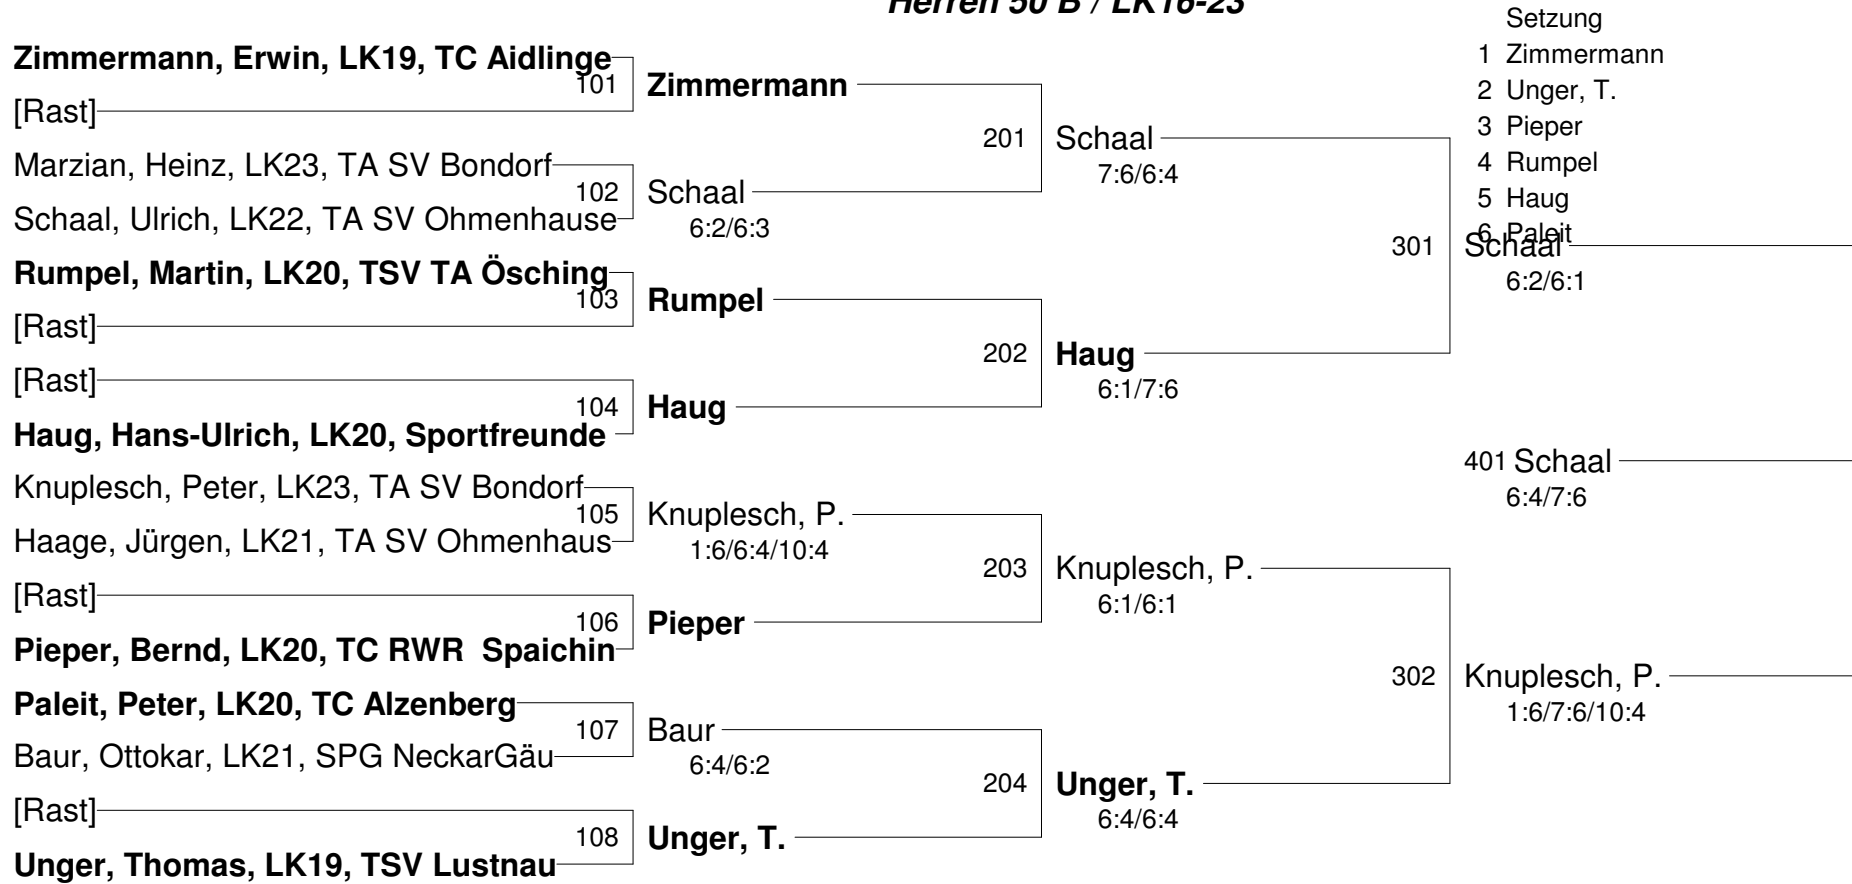 Herren 50 B / LK16-23
Setzung
1 Zimmermann
2 Unger, T.
3 Pieper
4 Rumpel
5 Haug
6 Paleit
Zimmermann, Erwin, LK19, TC Aidlinge
[Rast]
Marzian, Heinz, LK23, TA SV Bondorf
Schaal, Ulrich, LK22, TA SV Ohmenhause
Rumpel, Martin, LK20, TSV TA Ösching
[Rast]
[Rast]
Haug, Hans-Ulrich, LK20, Sportfreunde
Knuplesch, Peter, LK23, TA SV Bondorf
Haage, Jürgen, LK21, TA SV Ohmenhaus
[Rast]
Pieper, Bernd, LK20, TC RWR Spaichin
Paleit, Peter, LK20, TC Alzenberg
Baur, Ottokar, LK21, SPG NeckarGäu
[Rast]
Unger, Thomas, LK19, TSV Lustnau
101 Zimmermann
102 Schaal
6:2/6:3
103 Rumpel
104 Haug
105 Knuplesch, P.
1:6/6:4/10:4
106 Pieper
107 Baur
6:4/6:2
108 Unger, T.
201 Schaal
7:6/6:4
202 Haug
6:1/7:6
203 Knuplesch, P.
6:1/6:1
204 Unger, T.
6:4/6:4
301 Schaal
6:2/6:1
401 Schaal
6:4/7:6
302 Knuplesch, P.
1:6/7:6/10:4